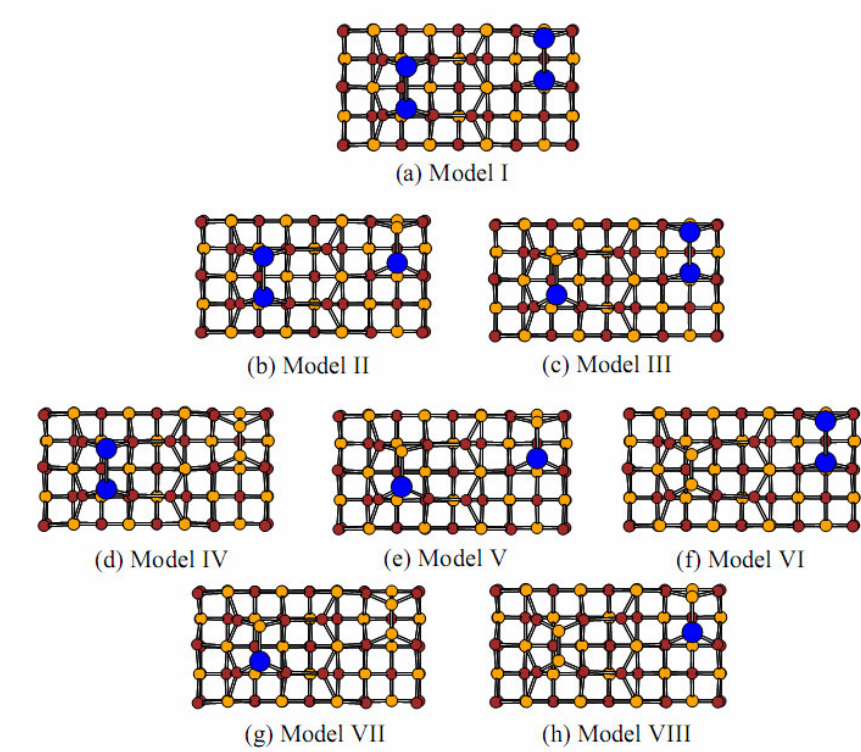 (a) Model I
(b) Model II
(c) Model III
(d) Model IV
(e) Model V
(f) Model VI
(g) Model VII
(h) Model VIII